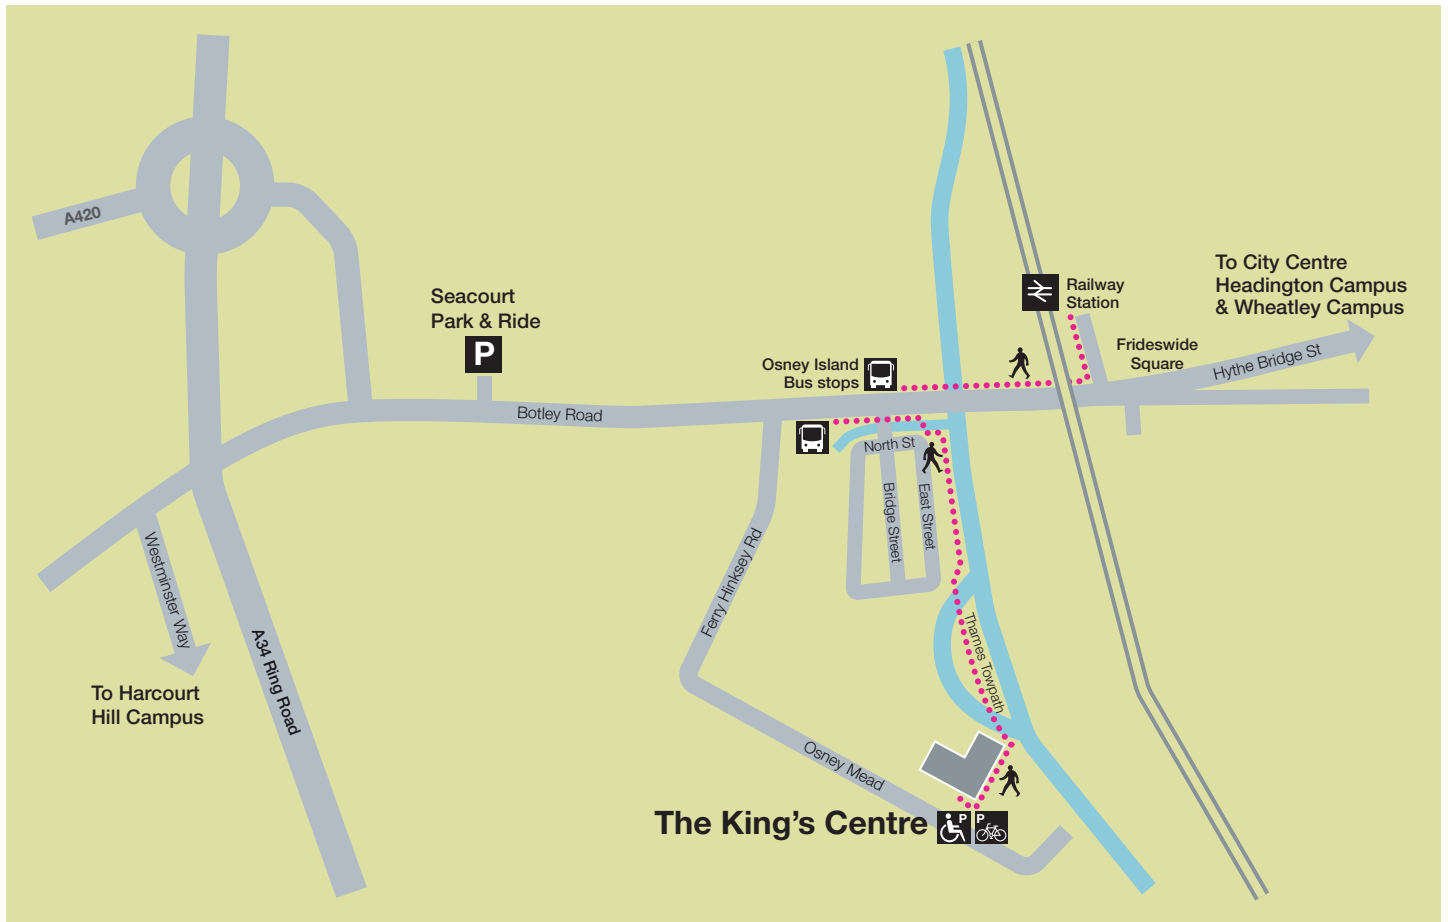 A420
Seacourt
Park & Ride
P
To City Centre
Headington Campus
& Wheatley Campus
Railway
Station
Frideswide
Square
Hythe Bridge St
Osney Island
Bus stops
Botley Road
North St
Bridge Street
East Street
Ferry Hinksey Rd
Westminster Way
A34 Ring Road
To Harcourt
Hill Campus
Thames Towpath
Osney Mead
The King's Centre
P
P